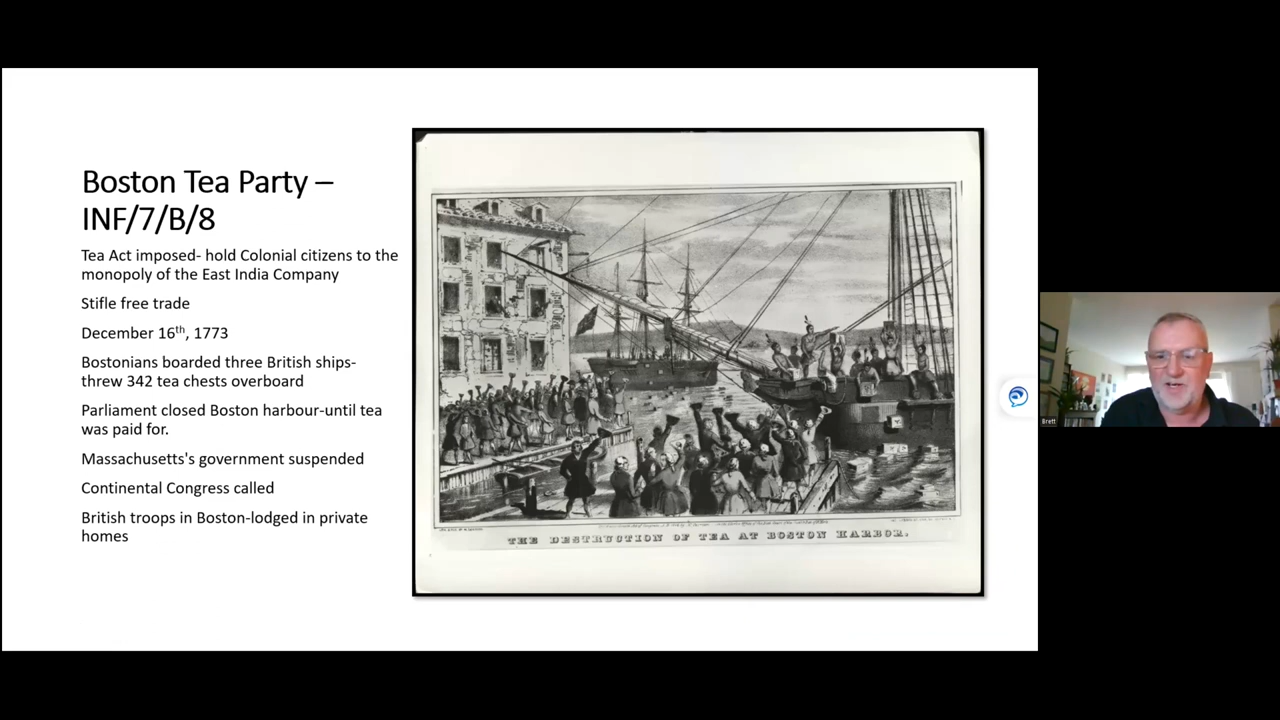 Boston Tea Party –
INF/7/B/8
Tea Act imposed- hold Colonial citizens to the
monopoly of the East India Company
Stifle free trade
December 16th, 1773
Bostonians boarded three British ships-
threw 342 tea chests overboard
Parliament closed Boston harbour-until tea
was paid for.
Massachusetts's government suspended
Continental Congress called
British troops in Boston-lodged in private
homes
THE DESTRUCTION OF TEA AT BOSTON HARBOR.
Brett